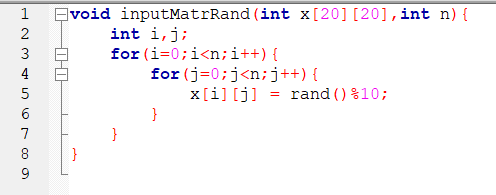 1 void inputMatrRand(int x[20][20],int n){
2 int i,j;
3 for(i=0;i<n;i++){
4 for(j=0;j<n;j++){
5 x[i][j] = rand()%10;
6 }
7 }
8 }
9